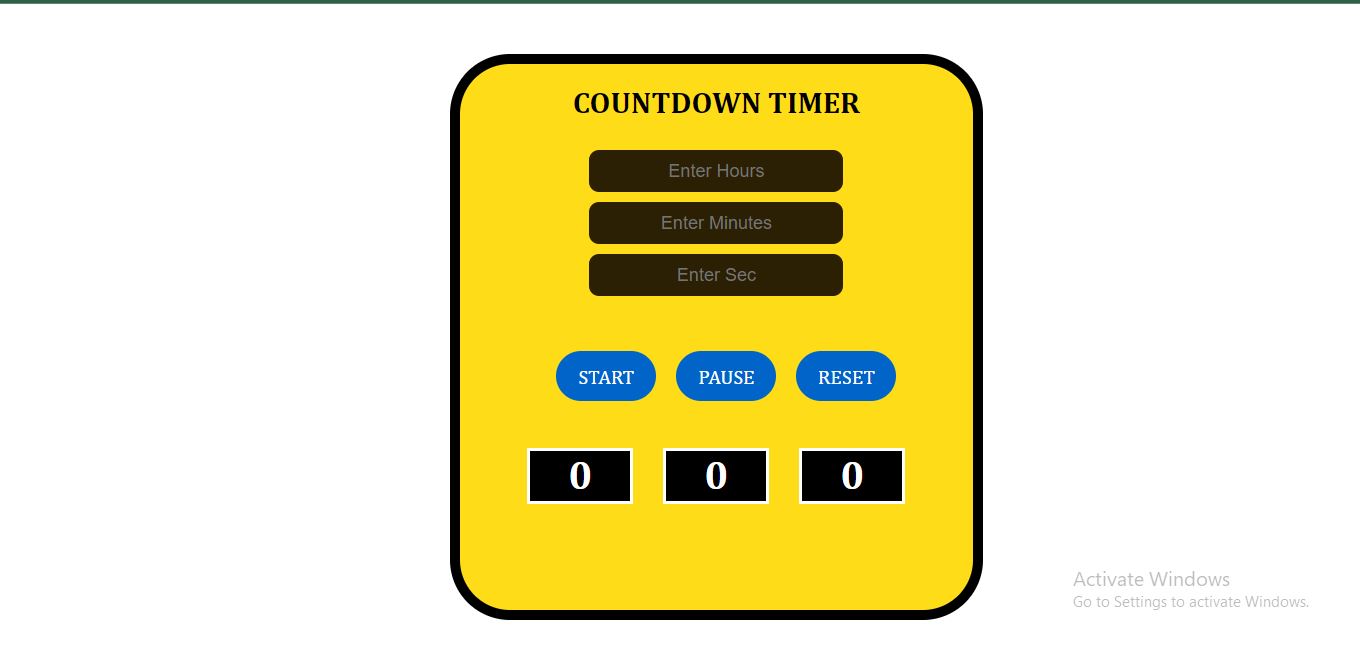 COUNTDOWN TIMER
Enter Hours
Enter Minutes
Enter Sec
START PAUSE RESET
0 0 0
Activate Windows
Go to Settings to activate Windows.